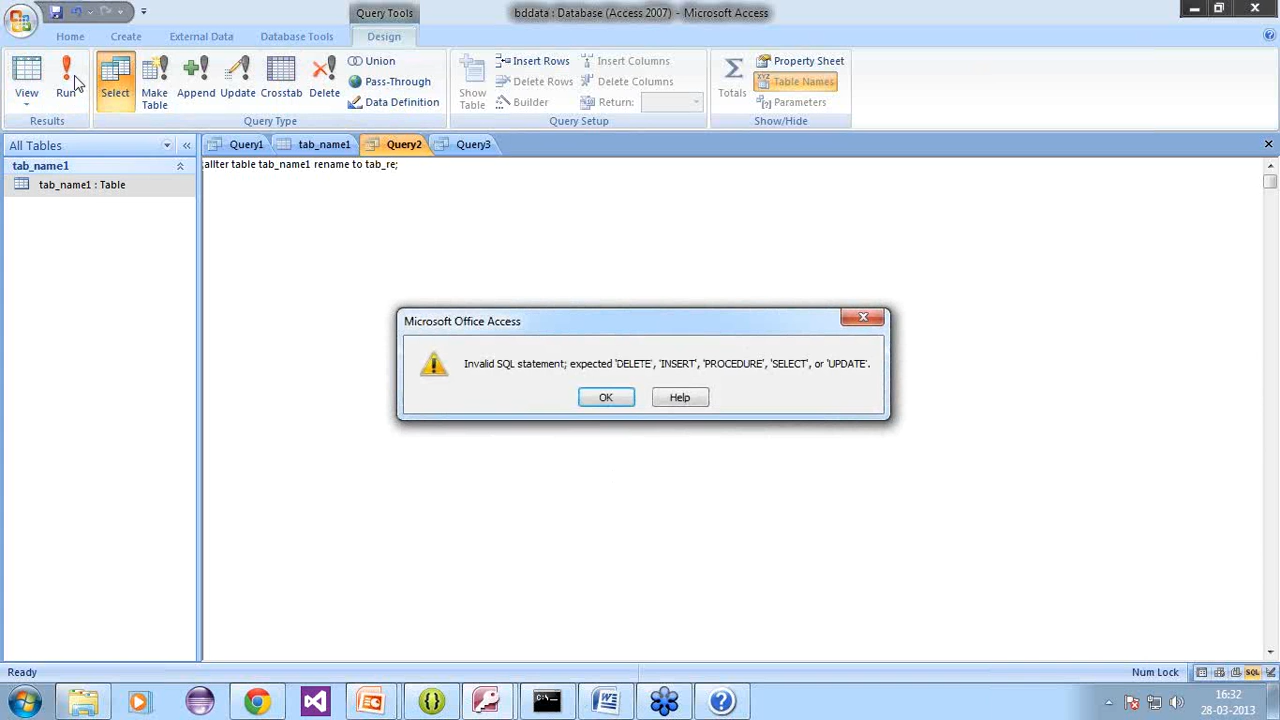 Query Tools
bddata : Database (Access 2007) - Microsoft Access
Home
Create
External Data
Database Tools
Design
View
Run
Select
Make Table
Append
Update
Crosstab
Delete
Union
Pass-Through
Data Definition
Show Table
Insert Rows
Delete Rows
Builder
Insert Columns
Delete Columns
Return:
Totals
Property Sheet
XYZ
Table Names
Parameters
Results
Query Type
Query Setup
Show/Hide
All Tables
Query1
tab_name1
Query2
Query3
tab_name1
tab_name1 : Table
;allter table tab_name1 rename to tab_re;
Microsoft Office Access
Invalid SQL statement; expected 'DELETE', 'INSERT', 'PROCEDURE', 'SELECT', or 'UPDATE'.
OK
Help
Ready
Num Lock
SQL
16:32
28-03-2013